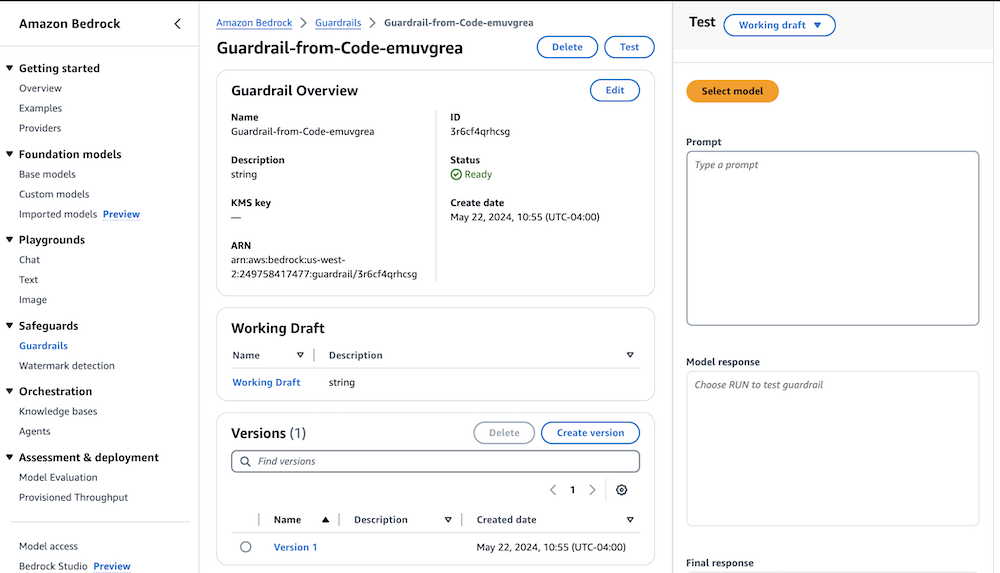 Amazon Bedrock
Getting started
Overview
Examples
Providers
Foundation models
Base models
Custom models
Imported models Preview
Playgrounds
Chat
Text
Image
Safeguards
Guardrails
Watermark detection
Orchestration
Knowledge bases
Agents
Assessment & deployment
Model Evaluation
Provisioned Throughput
Model access
Bedrock Studio Preview
Amazon Bedrock > Guardrails > Guardrail-from-Code-emuvgrea
Guardrail-from-Code-emuvgrea
Delete
Test
Guardrail Overview
Edit
Name
Guardrail-from-Code-emuvgrea
Description
string
KMS key
—
ARN
arn:aws:bedrock:us-west-
2:249758417477:guardrail/3r6cf4qrhcsg
ID
3r6cf4qrhcsg
Status
Ready
Create date
May 22, 2024, 10:55 (UTC-04:00)
Working Draft
Name Description
Working Draft string
Versions (1)
Delete
Create version
Find versions
1
Name Description Created date
Version 1 May 22, 2024, 10:55 (UTC-04:00)
Test
Working draft
Select model
Prompt
Type a prompt
Model response
Choose RUN to test guardrail
Final response